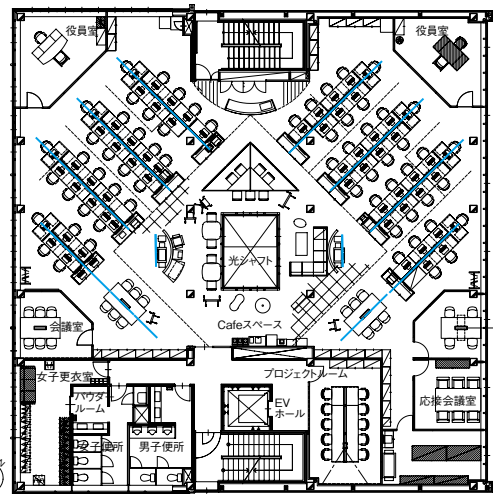 役員室
役員室
光シャフト
Cafeスペース
会議室
プロジェクトルーム
女子更衣室
パウダー
ルーム
EV
ホール
応接会議室
女子便所
男子便所